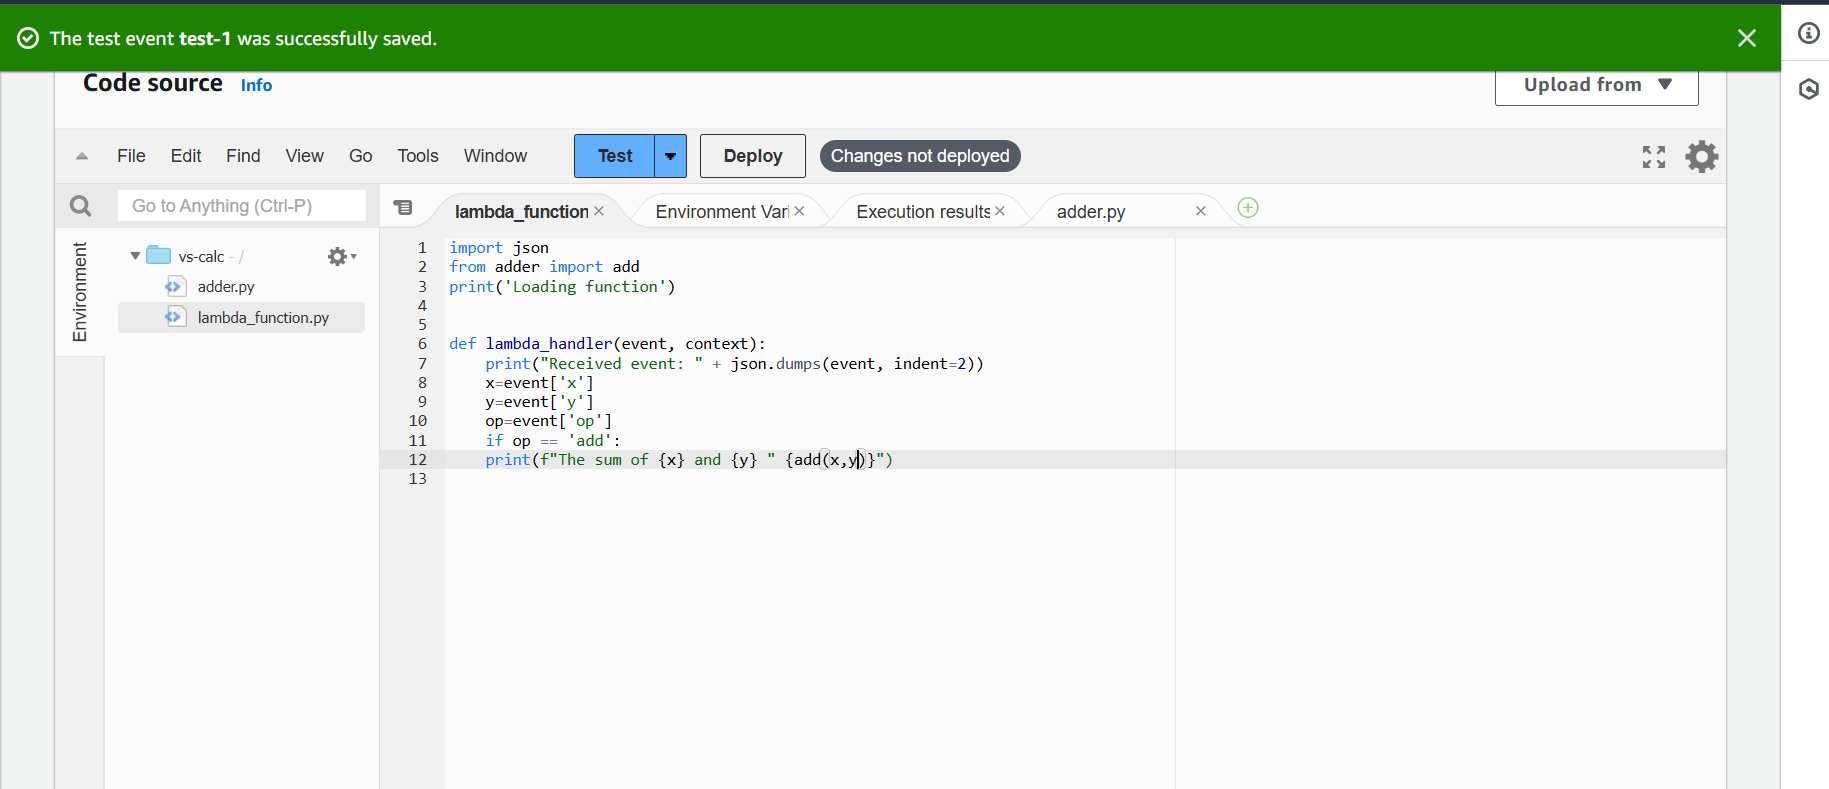 The test event test-1 was successfully saved.
Code source Info
Upload from
File Edit Find View Go Tools Window Test Deploy Changes not deployed
Go to Anything (Ctrl-P)
lambda_function Environment Vari Execution results adder.py
Environment
vs-calc - /
adder.py
lambda_function.py
1 import json
2 from adder import add
3 print('Loading function')
4
5
6 def lambda_handler(event, context):
7 print("Received event: " + json.dumps(event, indent=2))
8 x=event['x']
9 y=event['y']
10 op=event['op']
11 if op == 'add':
12 print(f"The sum of {x} and {y} " {add(x,y)}")
13